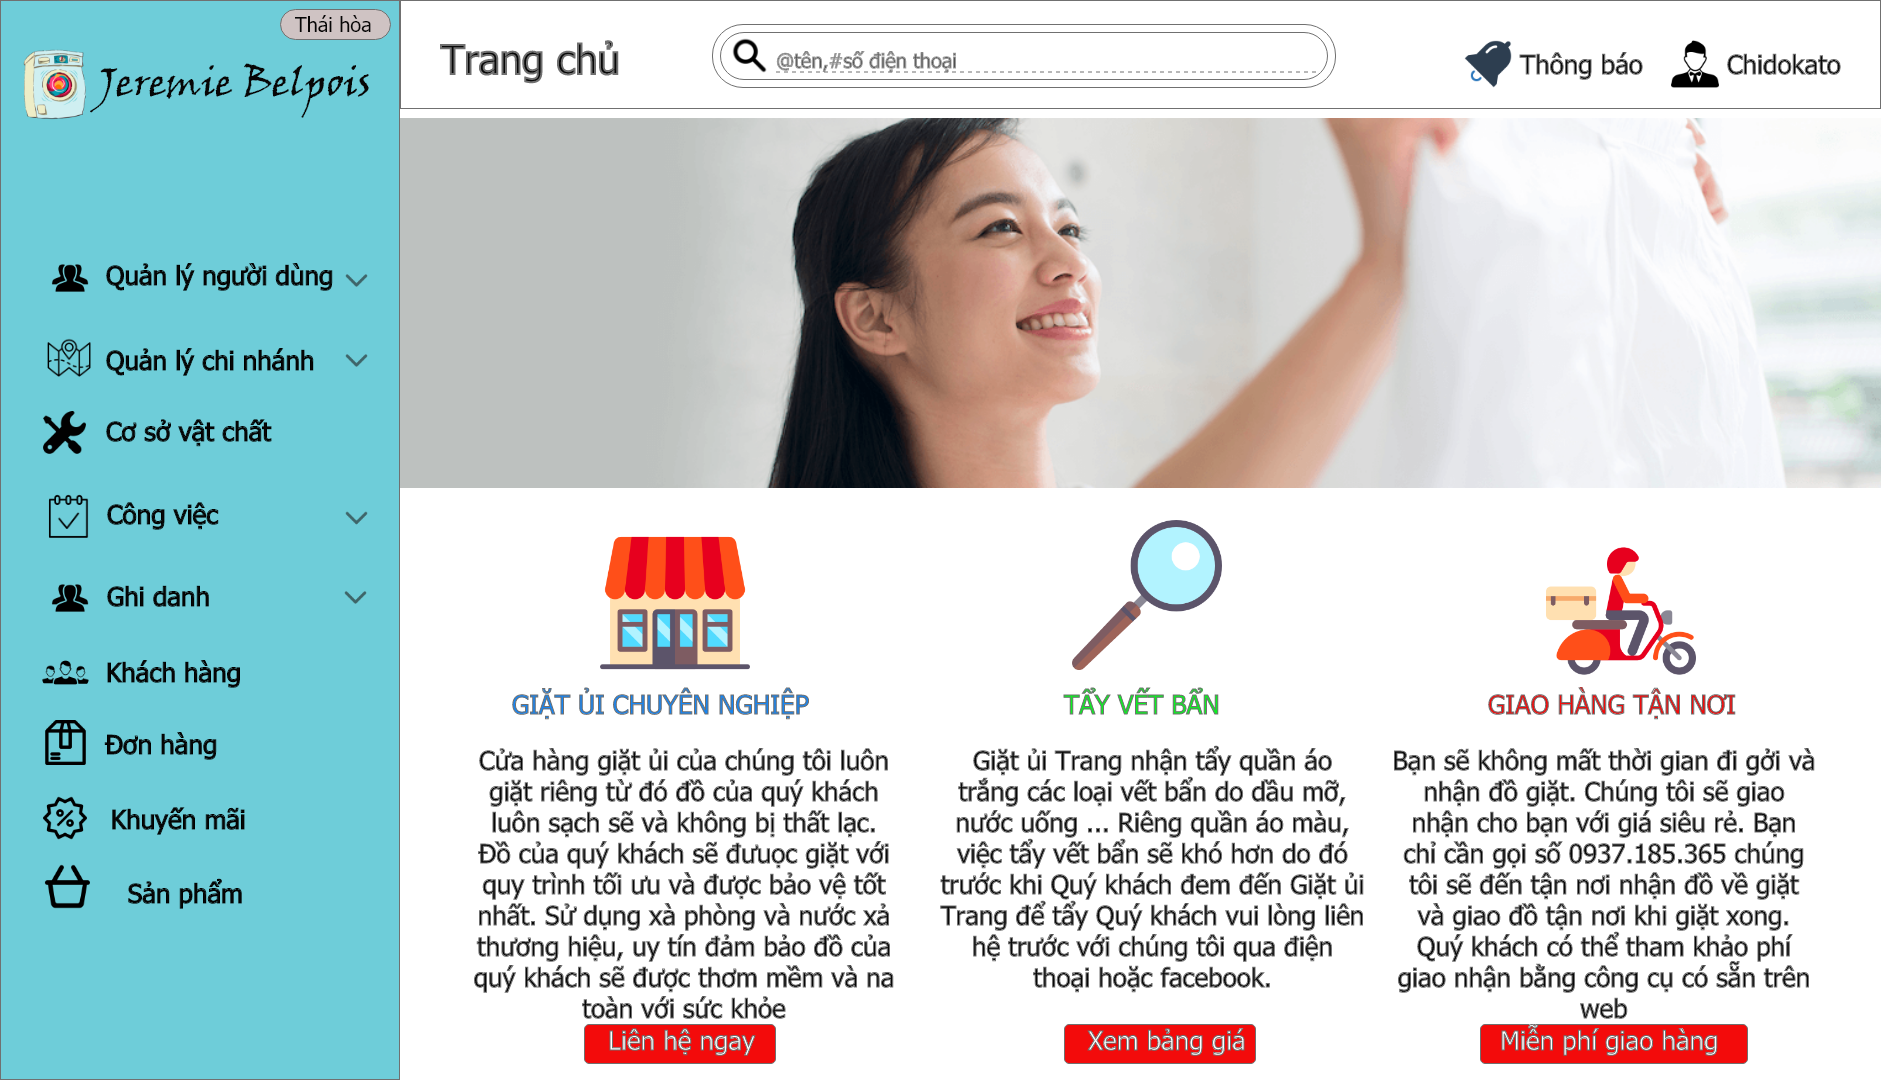 Thái hòa
Jeremie Belpois
Quản lý người dùng
Quản lý chi nhánh
Cơ sở vật chất
Công việc
Ghi danh
Khách hàng
Đơn hàng
Khuyến mãi
Sản phẩm
Trang chủ
@tên,#số điện thoại
Thông báo
Chidokato
GIẶT ỦI CHUYÊN NGHIỆP
Cửa hàng giặt ủi của chúng tôi luôn
giặt riêng từ đó đồ của quý khách
luôn sạch sẽ và không bị thất lạc.
Đồ của quý khách sẽ đưuọc giặt với
quy trình tối ưu và được bảo vệ tốt
nhất. Sử dụng xà phòng và nước xả
thương hiệu, uy tín đảm bảo đồ của
quý khách sẽ được thơm mềm và na
toàn với sức khỏe
Liên hệ ngay
TẨY VẾT BẨN
Giặt ủi Trang nhận tẩy quần áo
trắng các loại vết bẩn do dầu mỡ,
nước uống ... Riêng quần áo màu,
việc tẩy vết bẩn sẽ khó hơn do đó
trước khi Quý khách đem đến Giặt ủi
Trang để tẩy Quý khách vui lòng liên
hệ trước với chúng tôi qua điện
thoại hoặc facebook.
Xem bảng giá
GIAO HÀNG TẬN NƠI
Bạn sẽ không mất thời gian đi gởi và
nhận đồ giặt. Chúng tôi sẽ giao
nhận cho bạn với giá siêu rẻ. Bạn
chỉ cần gọi số 0937.185.365 chúng
tôi sẽ đến tận nơi nhận đồ về giặt
và giao đồ tận nơi khi giặt xong.
Quý khách có thể tham khảo phí
giao nhận bằng công cụ có sẵn trên
web
Miễn phí giao hàng